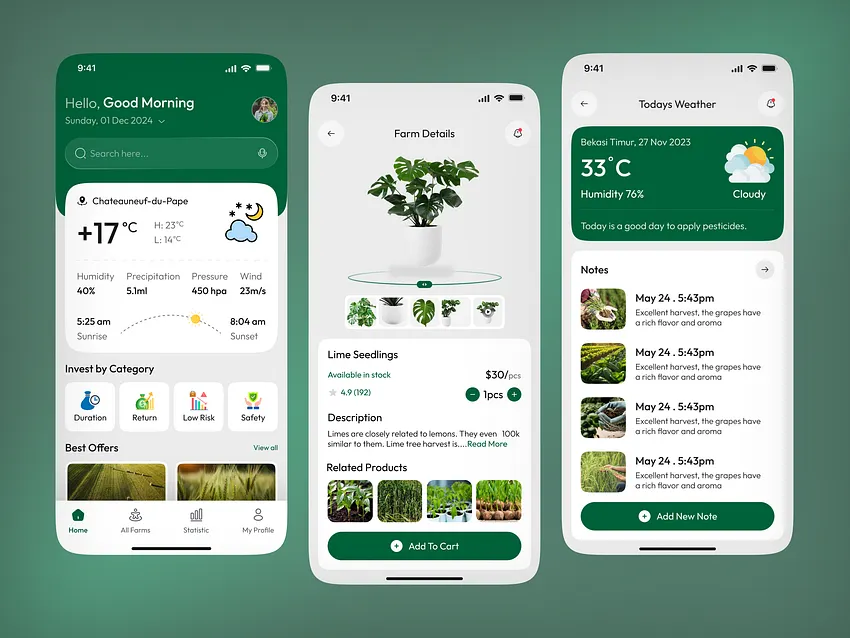 9:41
Hello, Good Morning
Sunday, 01 Dec 2024
Search here...
Chateauneuf-du-Pape
+17°C
H: 23°C
L: 14°C
Humidity Precipitation Pressure Wind
40% 5.1ml 450 hpa 23m/s
5:25 am 8:04 am
Sunrise Sunset
Invest by Category
Duration Return Low Risk Safety
Best Offers View all
Home All Farms Statistic My Profile
9:41
Farm Details
Lime Seedlings
Available in stock $30/pcs
4.9 (192) 1pcs
Description
Limes are closely related to lemons. They even 100k
similar to them. Lime tree harvest is....Read More
Related Products
Add To Cart
9:41
Todays Weather
Bekasi Timur, 27 Nov 2023
33°C
Humidity 76% Cloudy
Today is a good day to apply pesticides.
Notes
May 24 . 5:43pm
Excellent harvest, the grapes have
a rich flavor and aroma
May 24 . 5:43pm
Excellent harvest, the grapes have
a rich flavor and aroma
May 24 . 5:43pm
Excellent harvest, the grapes have
a rich flavor and aroma
May 24 . 5:43pm
Excellent harvest, the grapes have
a rich flavor and aroma
Add New Note